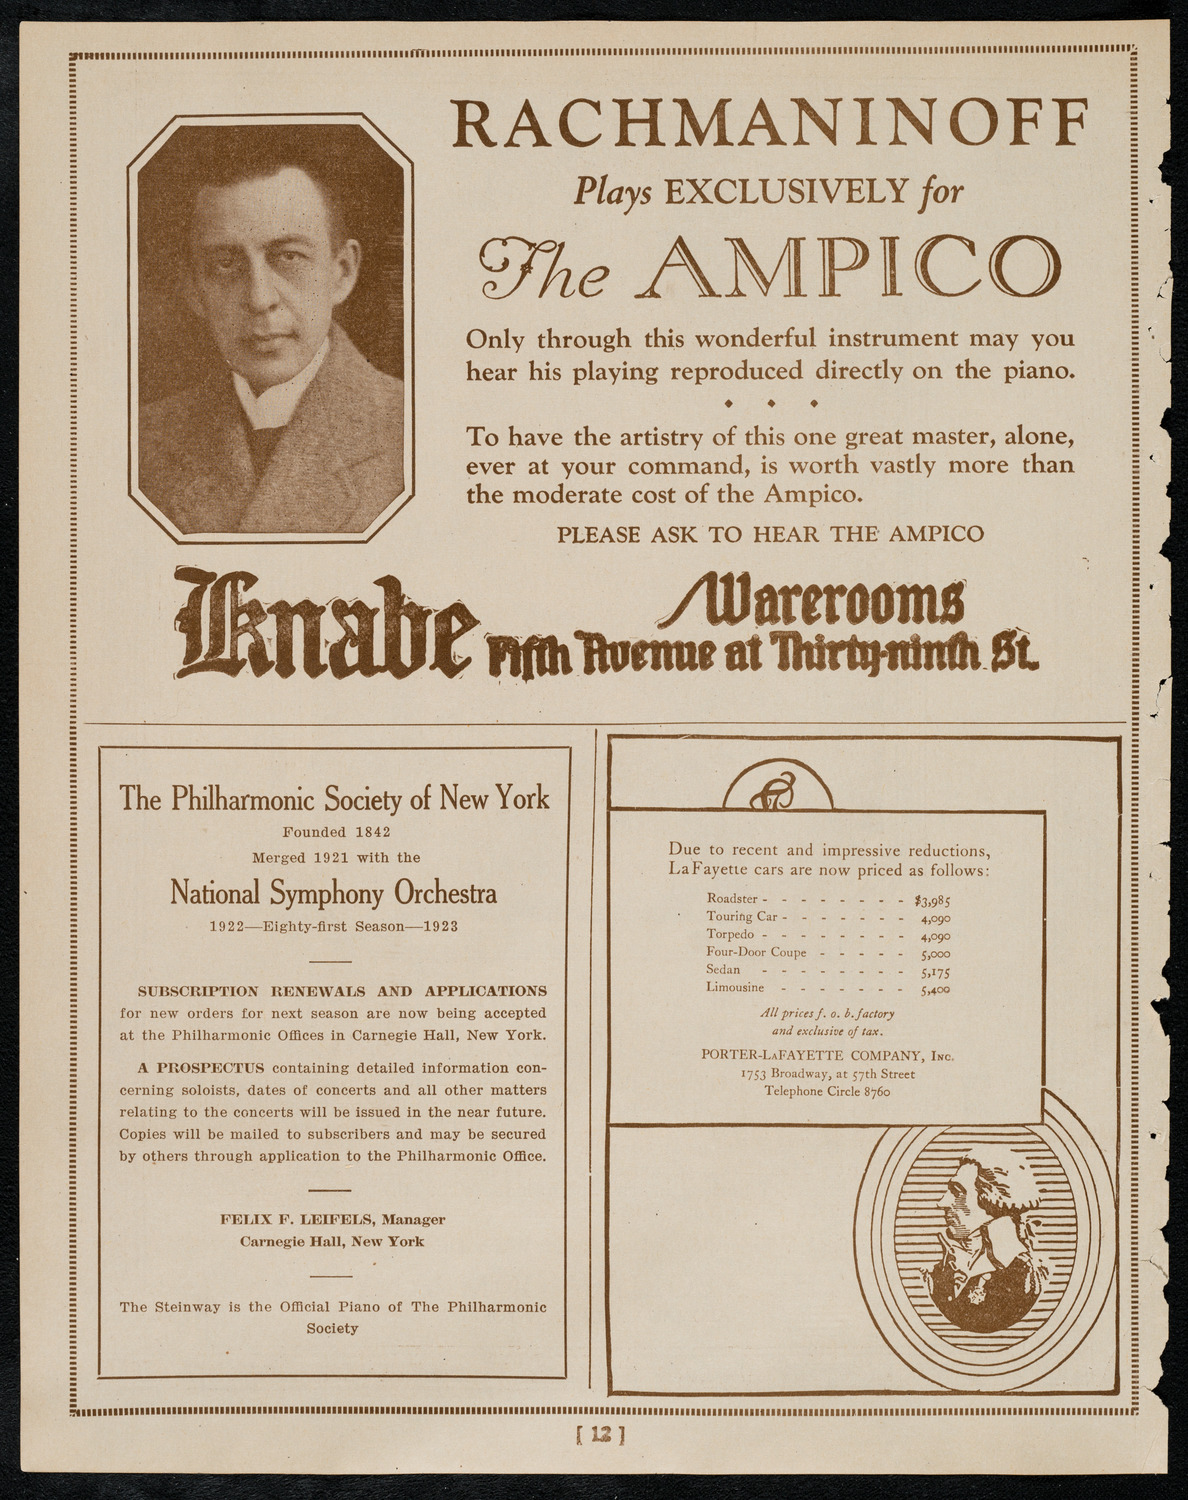 RACHMANINOFF
Plays EXCLUSIVELY for
The AMPICO
Only through this wonderful instrument may you
hear his playing reproduced directly on the piano.
To have the artistry of this one great master, alone,
ever at your command, is worth vastly more than
the moderate cost of the Ampico.
PLEASE ASK TO HEAR THE AMPICO
Knabe Warerooms
Fifth Avenue at Thirty-ninth St.
The Philharmonic Society of New York
Founded 1842
Merged 1921 with the
National Symphony Orchestra
1922—Eighty-first Season—1923
SUBSCRIPTION RENEWALS AND APPLICATIONS
for new orders for next season are now being accepted
at the Philharmonic Offices in Carnegie Hall, New York.
A PROSPECTUS containing detailed information con-
cerning soloists, dates of concerts and all other matters
relating to the concerts will be issued in the near future.
Copies will be mailed to subscribers and may be secured
by others through application to the Philharmonic Office.
FELIX F. LEIFELS, Manager
Carnegie Hall, New York
The Steinway is the Official Piano of The Philharmonic
Society
Due to recent and impressive reductions,
LaFayette cars are now priced as follows:
Roadster - - - - - - - - $3,985
Touring Car - - - - - - - 4,090
Torpedo - - - - - - - - 4,090
Four-Door Coupe - - - - - 5,000
Sedan - - - - - - - - 5,175
Limousine - - - - - - - 5,400
All prices f. o. b. factory
and exclusive of tax.
PORTER-LAFAYETTE COMPANY, INC.
1753 Broadway, at 57th Street
Telephone Circle 8760
[ 12 ]